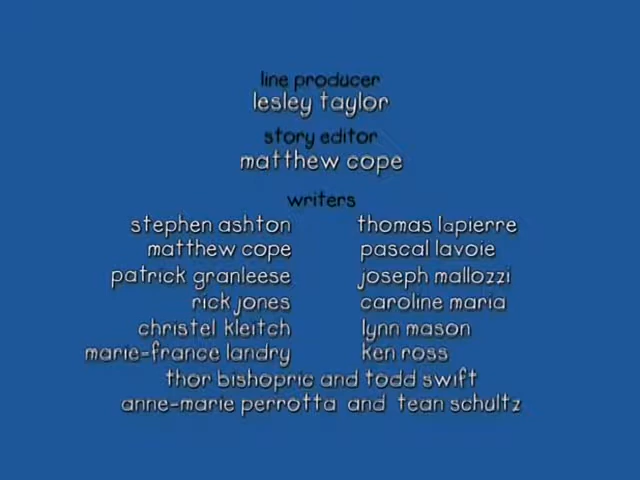 line producer
lesley taylor
story editor
matthew cope
writers
stephen ashton thomas lapierre
matthew cope pascal lavoie
patrick granleese joseph mallozzi
rick jones caroline maria
christel kleitch lynn mason
marie-france landry ken ross
thor bishopric and todd swift
anne-marie perrotta and tean schultz